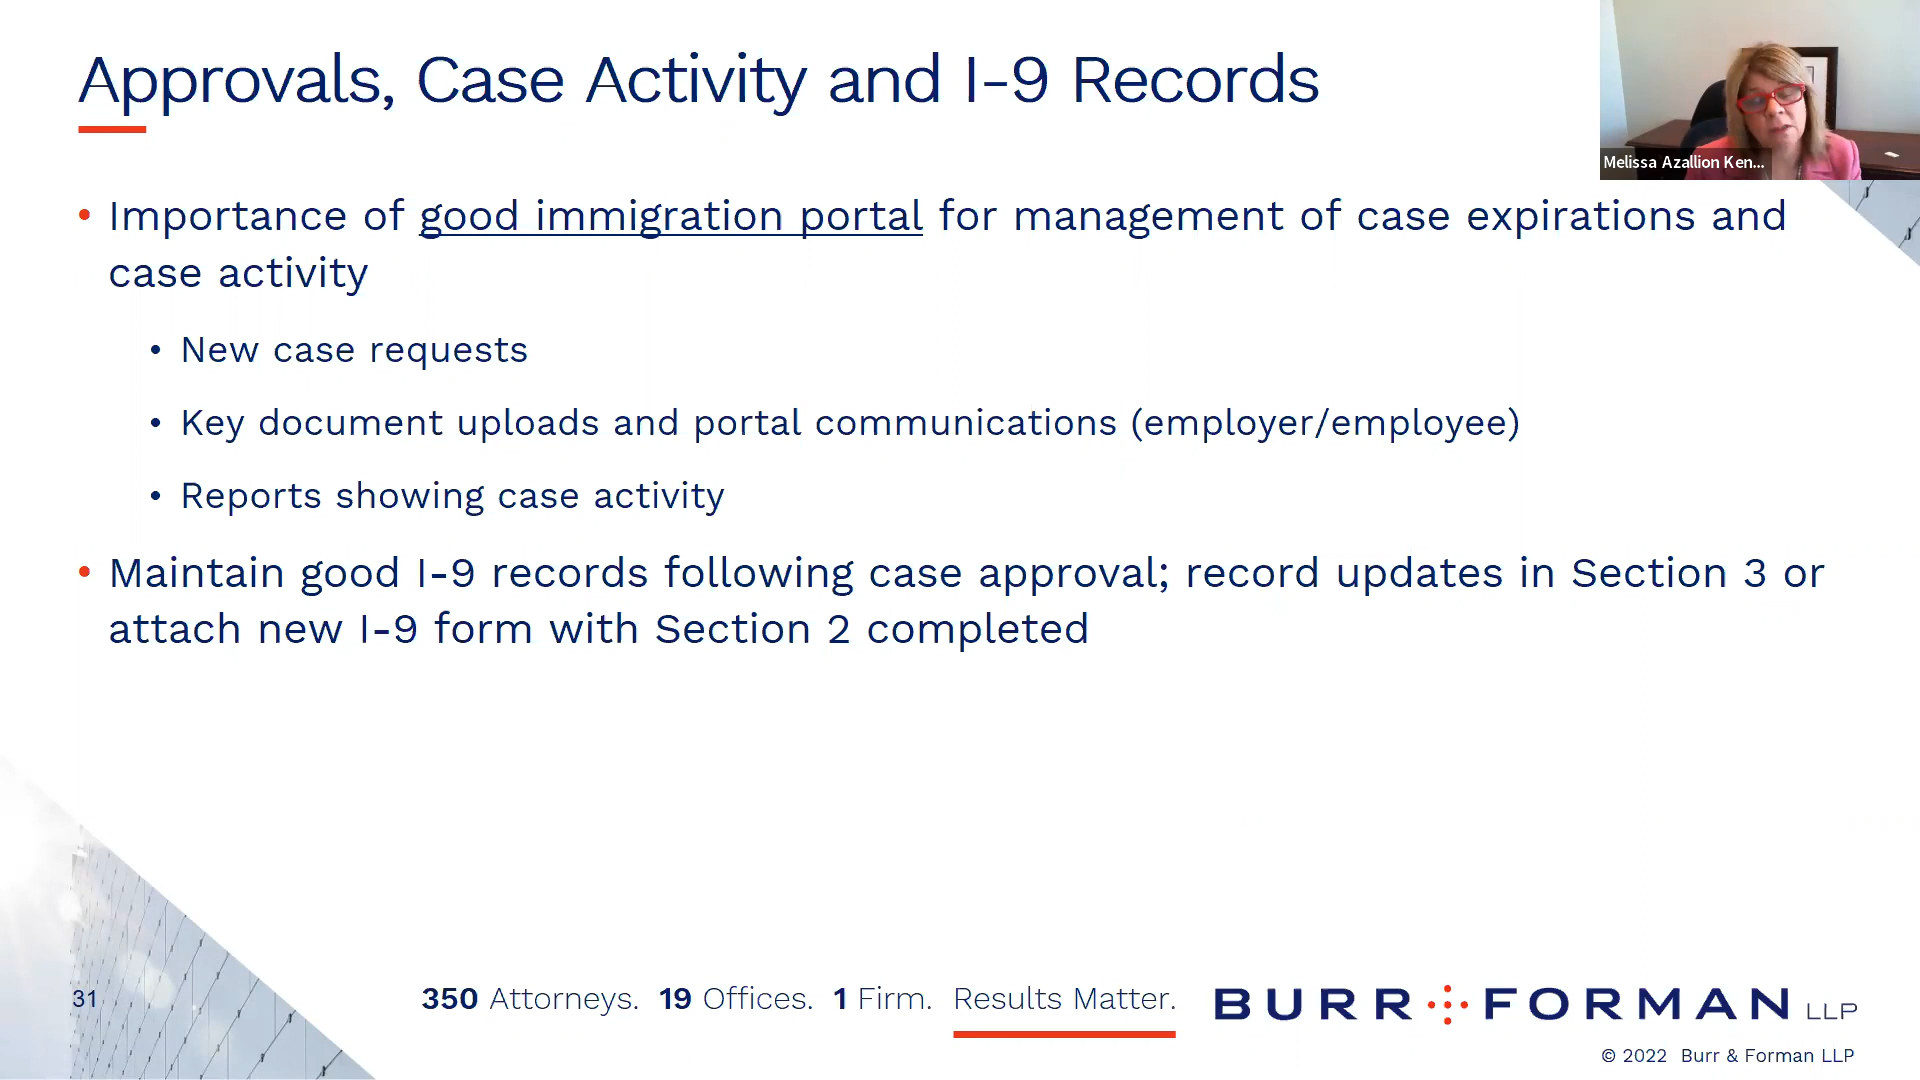 Approvals, Case Activity and I-9 Records
Melissa Azallion Ken...
• Importance of good immigration portal for management of case expirations and
case activity
• New case requests
• Key document uploads and portal communications (employer/employee)
• Reports showing case activity
• Maintain good I-9 records following case approval; record updates in Section 3 or
attach new I-9 form with Section 2 completed
31
350 Attorneys. 19 Offices. 1 Firm. Results Matter.
BURR FORMAN LLP
© 2022 Burr & Forman LLP